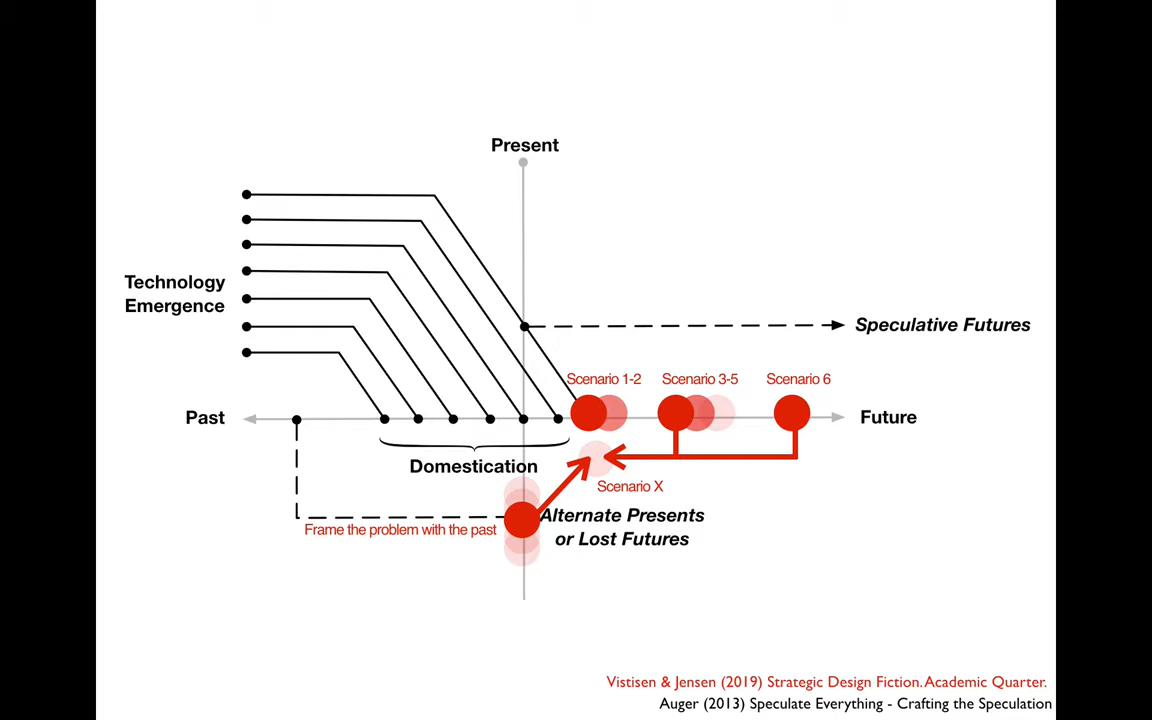 Present
Technology
Emergence
Speculative Futures
Scenario 1-2
Scenario 3-5
Scenario 6
Past
Future
Domestication
Scenario X
Alternate Presents
or Lost Futures
Frame the problem with the past
Vistisen & Jensen (2019) Strategic Design Fiction. Academic Quarter.
Auger (2013) Speculate Everything - Crafting the Speculation